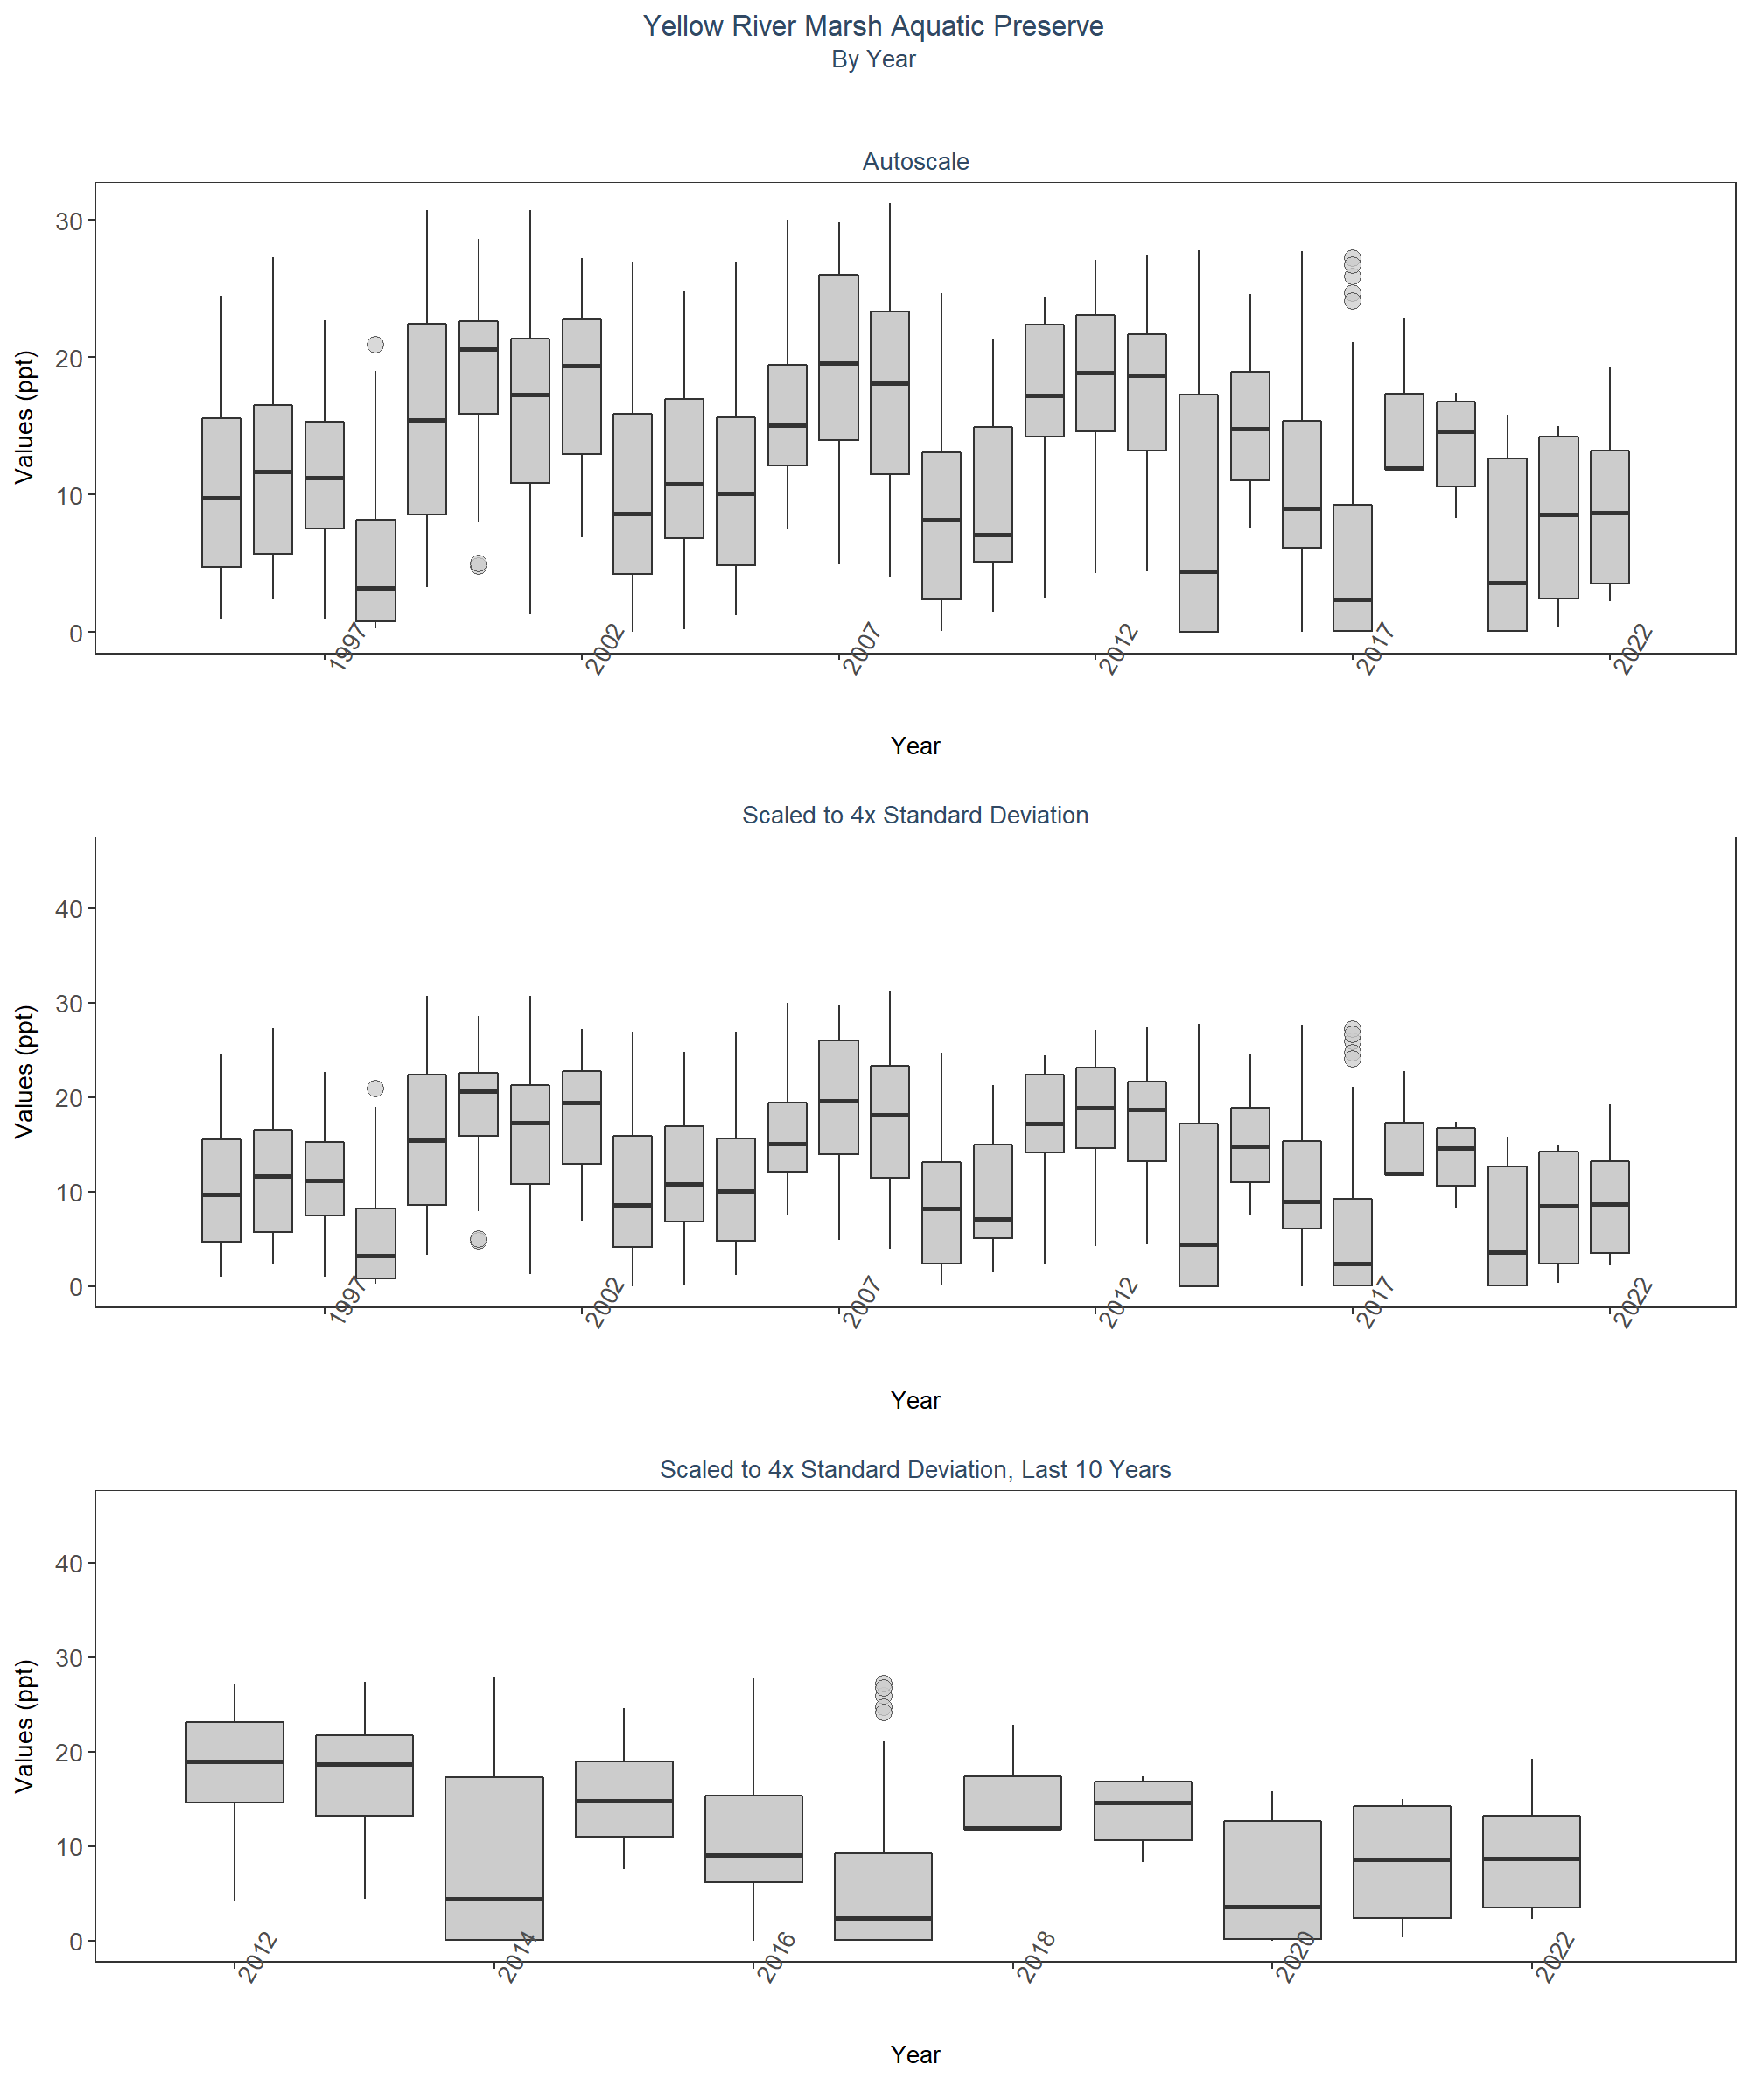 Yellow River Marsh Aquatic Preserve
By Year
Autoscale
Values (ppt)
30
20
10
0
1997 2002 2007 2012 2017 2022
Year
Scaled to 4x Standard Deviation
Values (ppt)
40
30
20
10
0
1997 2002 2007 2012 2017 2022
Year
Scaled to 4x Standard Deviation, Last 10 Years
Values (ppt)
40
30
20
10
0
2012 2014 2016 2018 2020 2022
Year